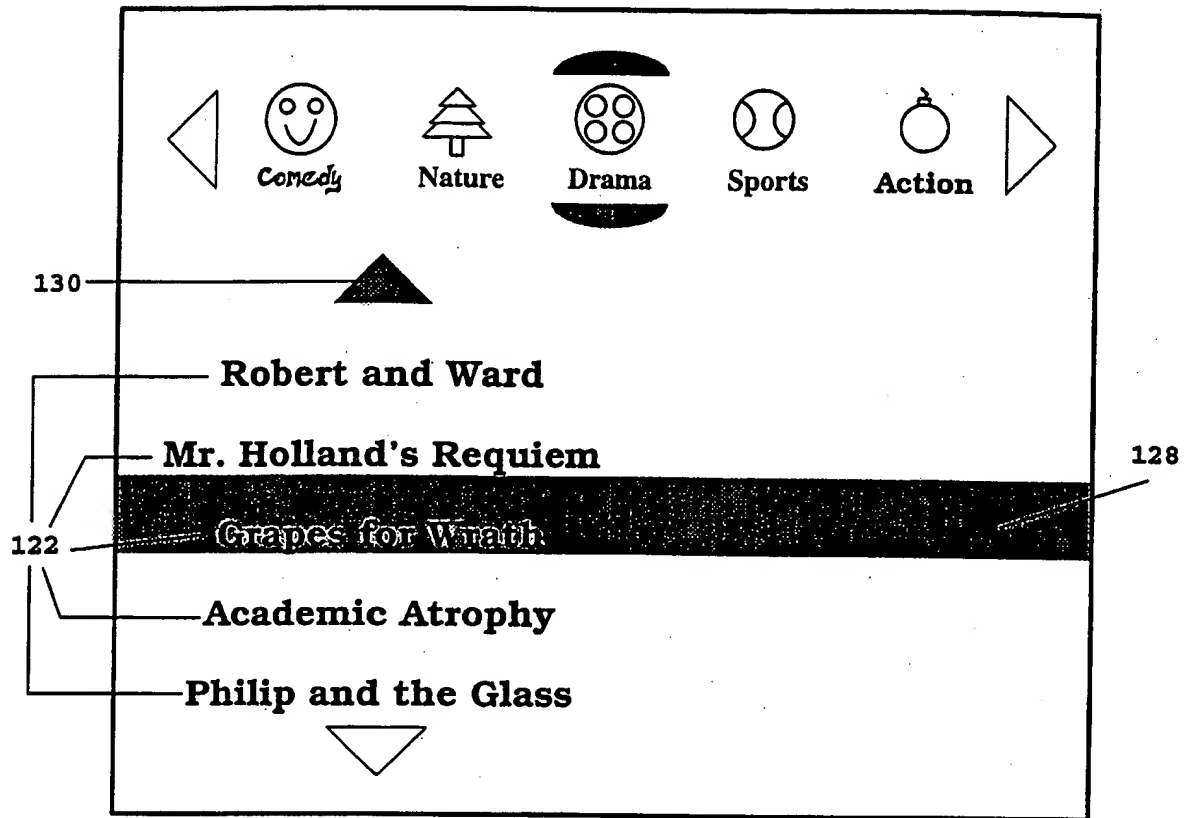 Comedy Nature Drama Sports Action
130
Robert and Ward
Mr. Holland's Requiem
128
Grapes for Wrath
122
Academic Atrophy
Philip and the Glass